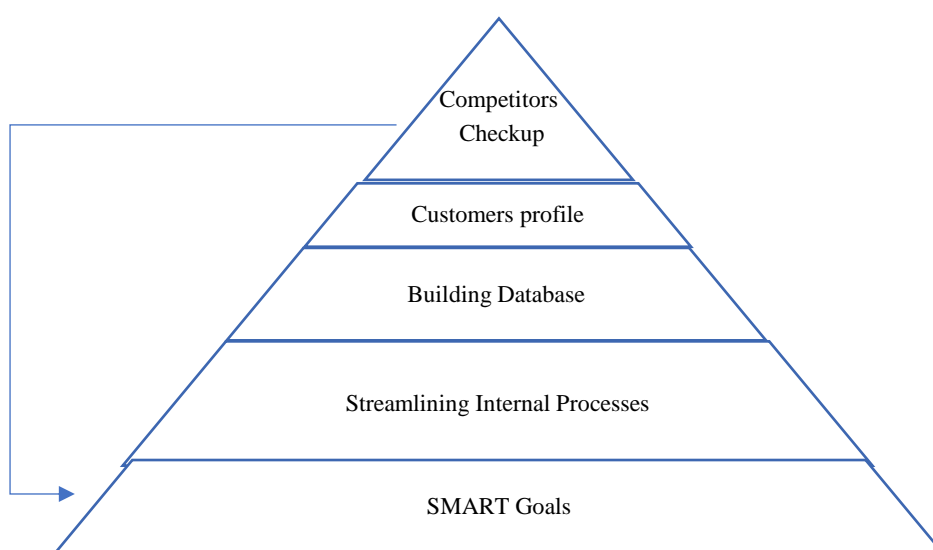 Competitors
Checkup
Customers profile
Building Database
Streamlining Internal Processes
SMART Goals